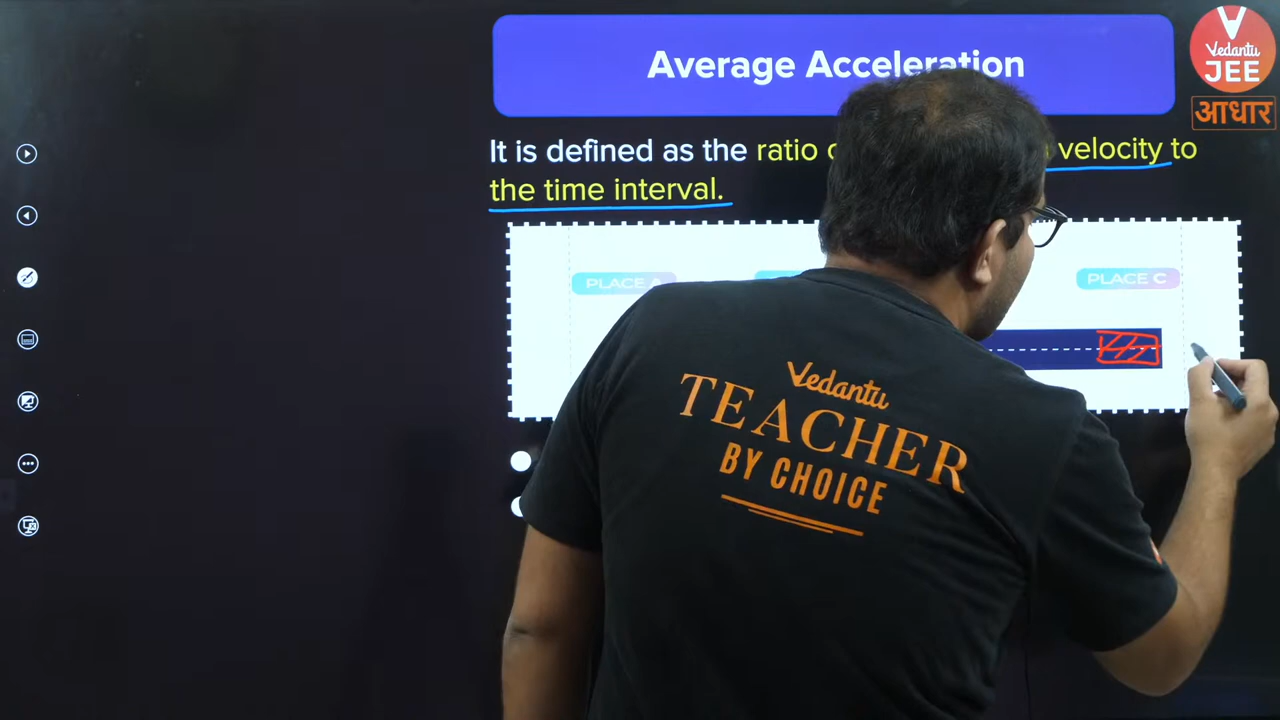 Average Acceleration
Vedantu
JEE
आधार
It is defined as the ratio velocity to
the time interval.
PLACE A
PLACE C
Vedantu
TEACHER
BY CHOICE